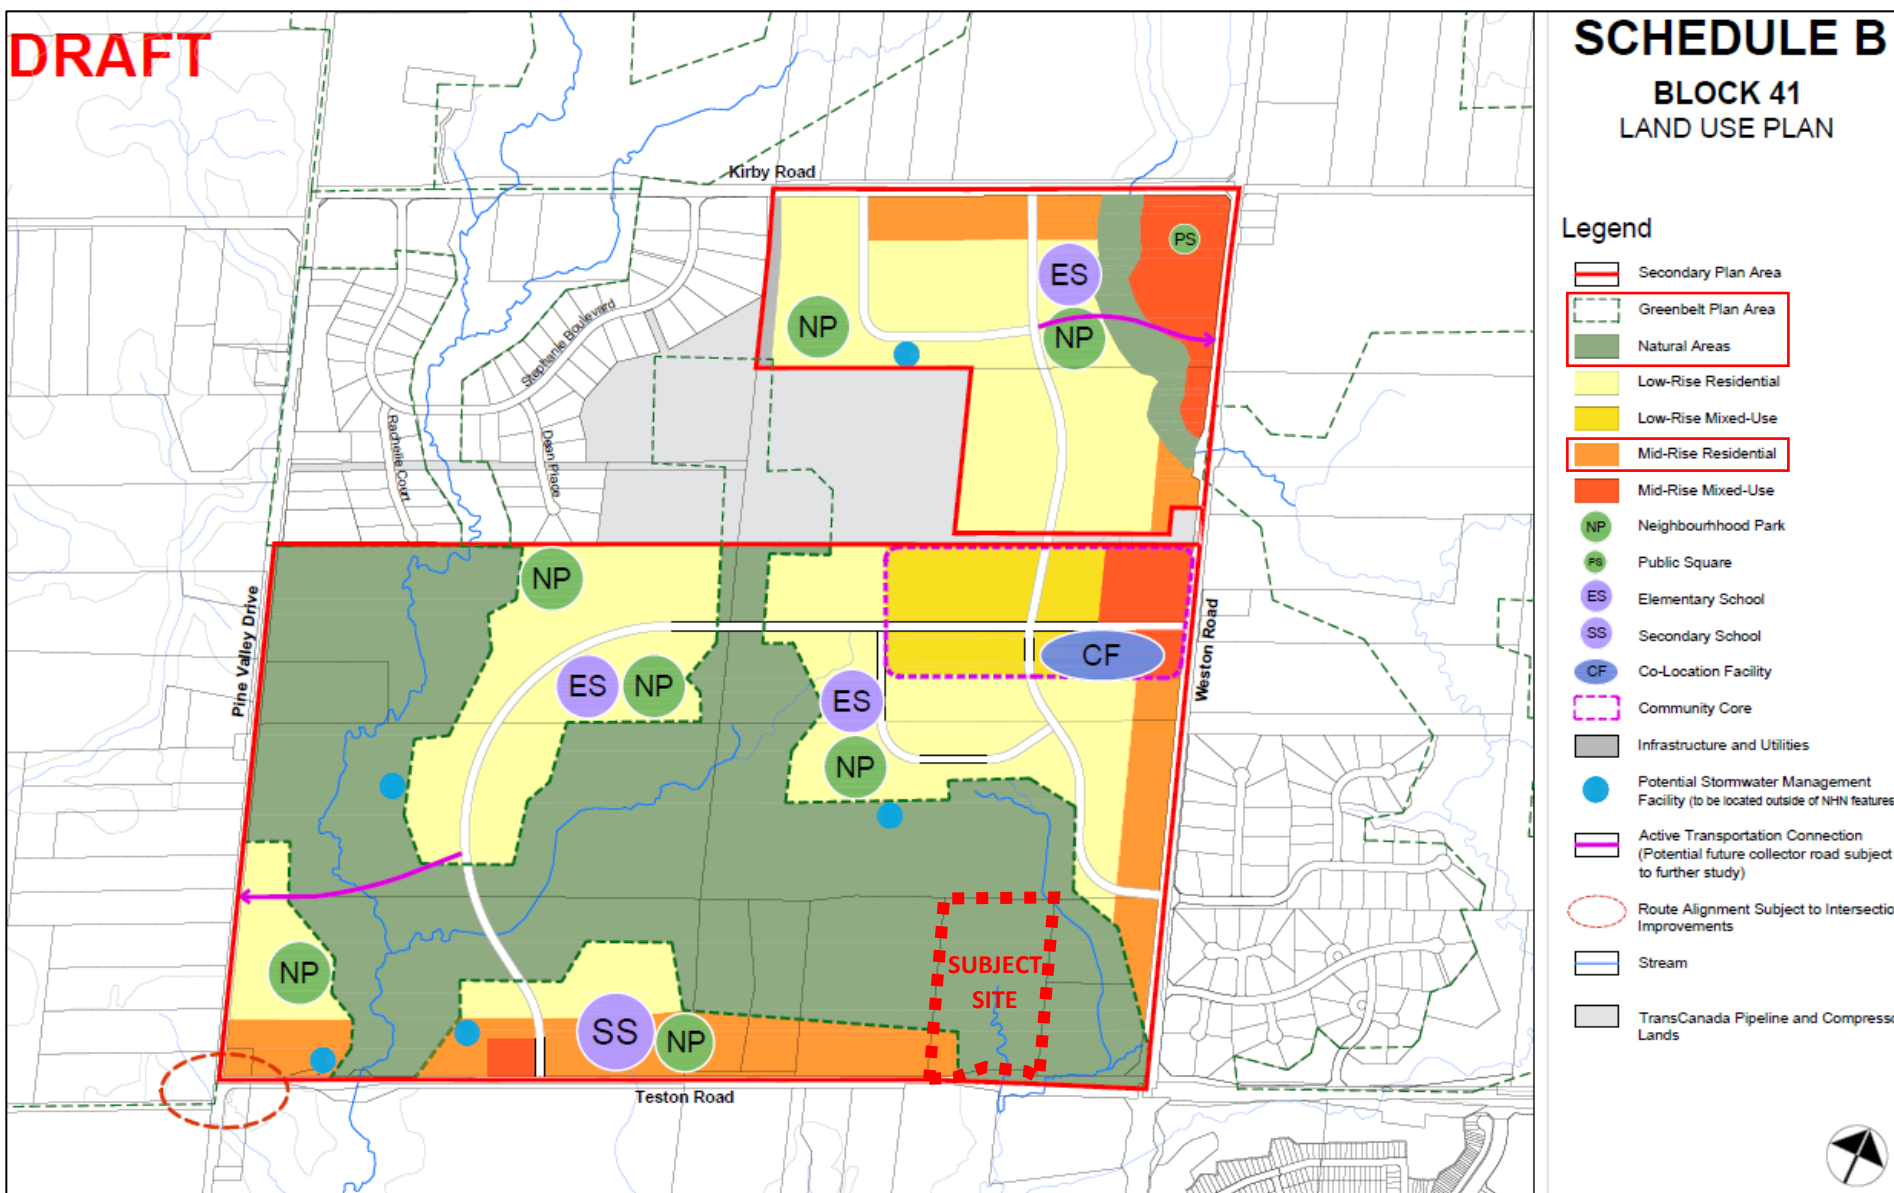 DRAFT
SCHEDULE B
BLOCK 41
LAND USE PLAN
Kirby Road
PS
ES
NP
NP
Stephanie Boulevard
Rachelle Court
Dean Place
Pine Valley Drive
Weston Road
NP
CF
ES
NP
ES
NP
NP
SUBJECT
SITE
SS
NP
Teston Road
Legend
Secondary Plan Area
Greenbelt Plan Area
Natural Areas
Low-Rise Residential
Low-Rise Mixed-Use
Mid-Rise Residential
Mid-Rise Mixed-Use
NP Neighbourhhood Park
PS Public Square
ES Elementary School
SS Secondary School
CF Co-Location Facility
Community Core
Infrastructure and Utilities
Potential Stormwater Management
Facility (to be located outside of NHN features
Active Transportation Connection
(Potential future collector road subject
to further study)
Route Alignment Subject to Intersectio
Improvements
Stream
TransCanada Pipeline and Compresso
Lands